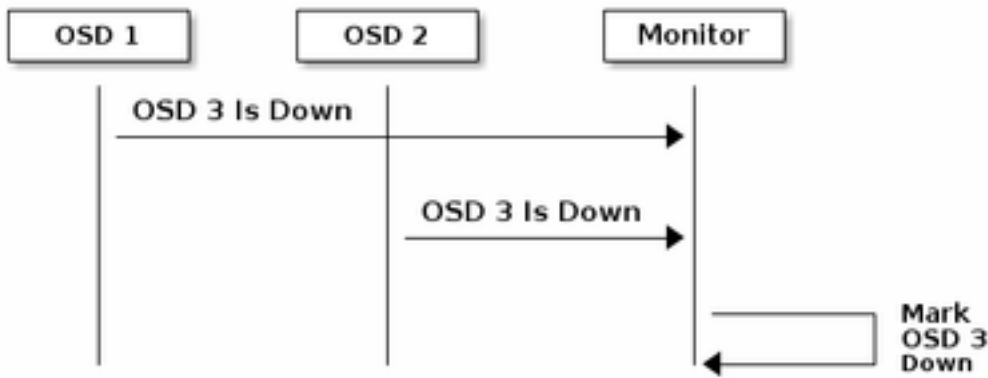 OSD 1
OSD 2
Monitor
OSD 3 Is Down
OSD 3 Is Down
Mark
OSD 3
Down